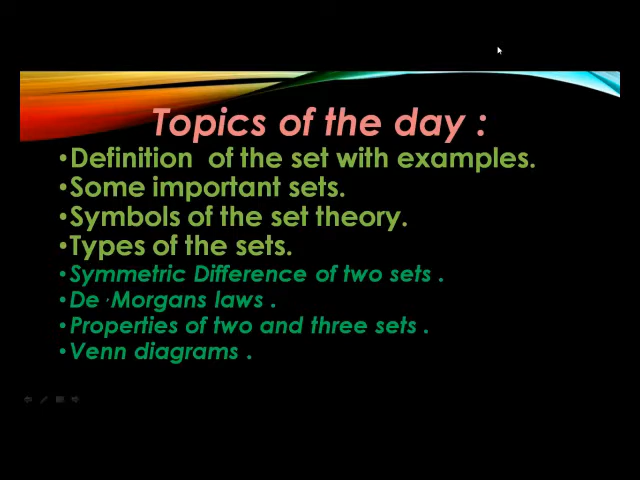 Topics of the day :
•Definition of the set with examples.
•Some important sets.
•Symbols of the set theory.
•Types of the sets.
•Symmetric Difference of two sets .
•De ,Morgans laws .
•Properties of two and three sets .
•Venn diagrams .